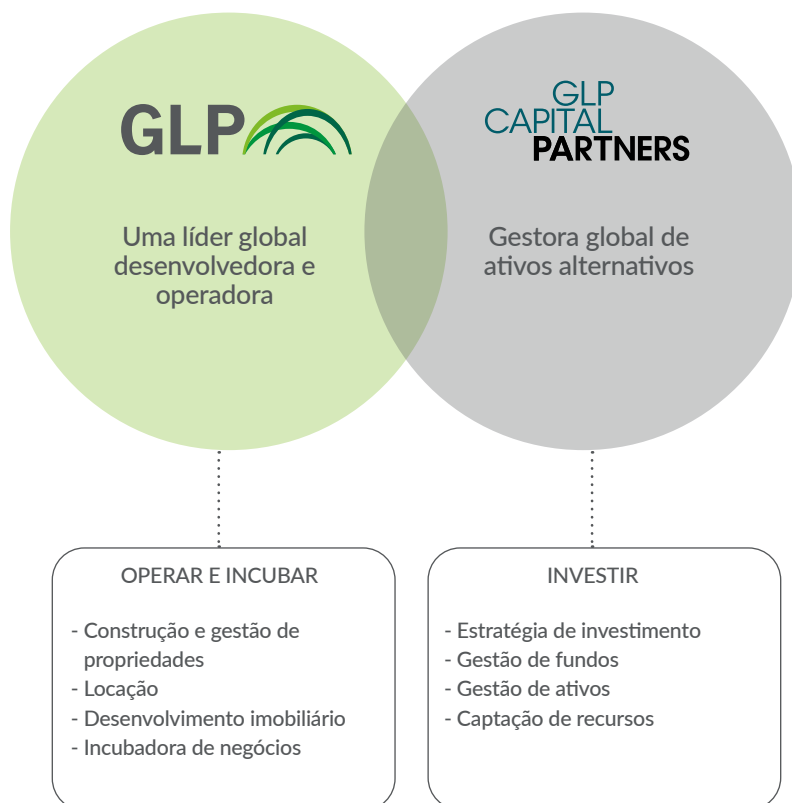 GLP
Uma líder global
desenvolvedora e
operadora
GLP
CAPITAL
PARTNERS
Gestora global de
ativos alternativos
OPERAR E INCUBAR
- Construção e gestão de
propriedades
- Locação
- Desenvolvimento imobiliário
- Incubadora de negócios
INVESTIR
- Estratégia de investimento
- Gestão de fundos
- Gestão de ativos
- Captação de recursos